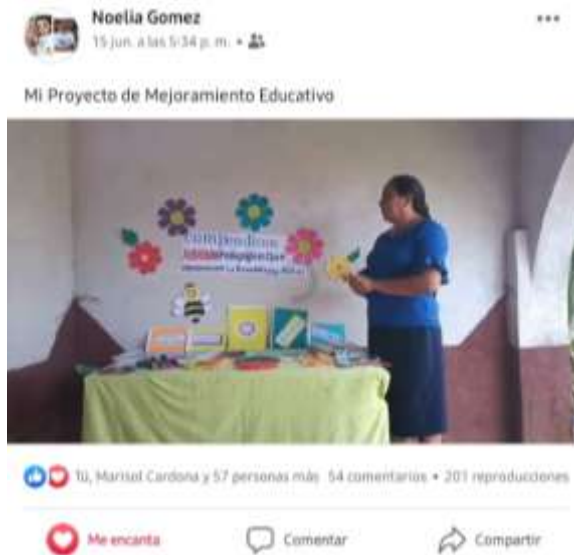 Noelia Gomez
15 jun. a las 5:34 p. m. •
Mi Proyecto de Mejoramiento Educativo
Tú, Marisol Cardona y 57 personas más 54 comentarios • 201 reproducciones
Me encanta Comentar Compartir